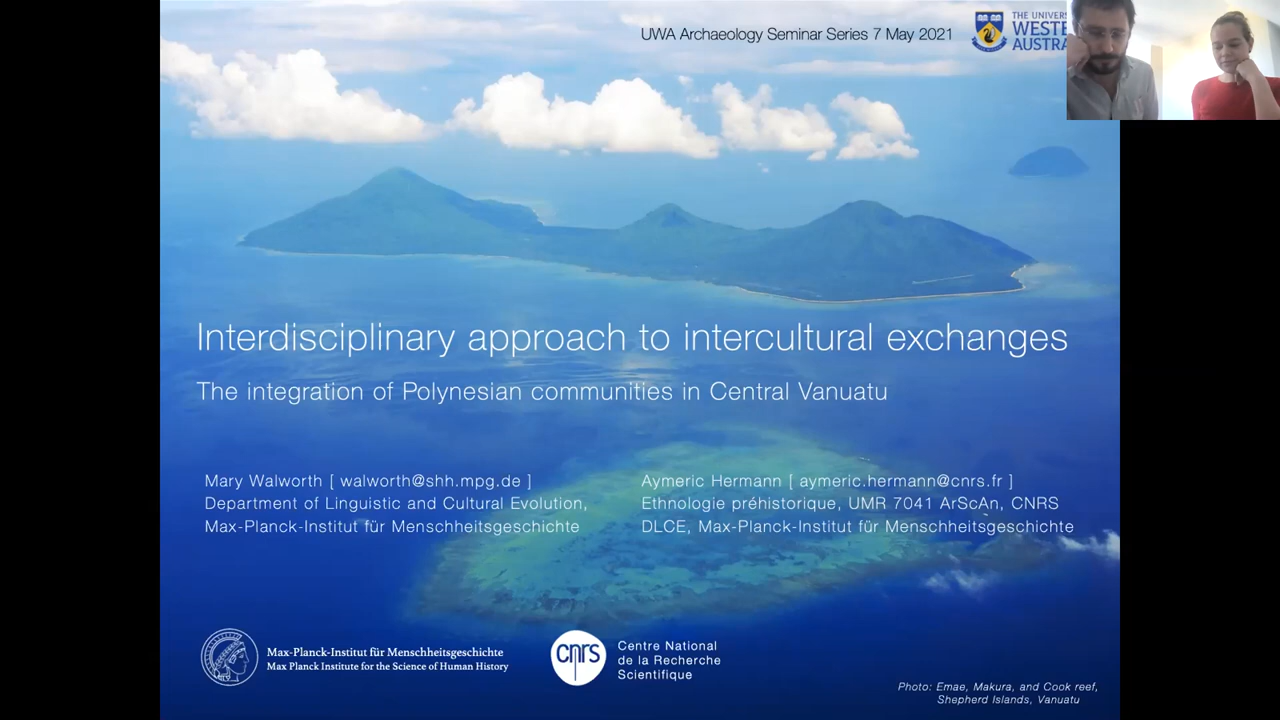 UWA Archaeology Seminar Series 7 May 2021
THE
WESTE
AUSTRA
Interdisciplinary approach to intercultural exchanges
The integration of Polynesian communities in Central Vanuatu
Mary Walworth [ walworth@shh.mpg.de ]
Department of Linguistic and Cultural Evolution,
Max-Planck-Institut für Menschheitsgeschichte
Aymeric Hermann [ aymeric.hermann@cnrs.fr ]
Ethnologie préhistorique, UMR 7041 ArScAn, CNRS
DLCE, Max-Planck-Institut für Menschheitsgeschichte
Max-Planck-Institut für Menschheitsgeschichte
Max Planck Institute for the Science of Human History
cnrs
Centre National
de la Recherche
Scientifique
Photo: Emae, Makura, and Cook reef,
Shepherd Islands, Vanuatu